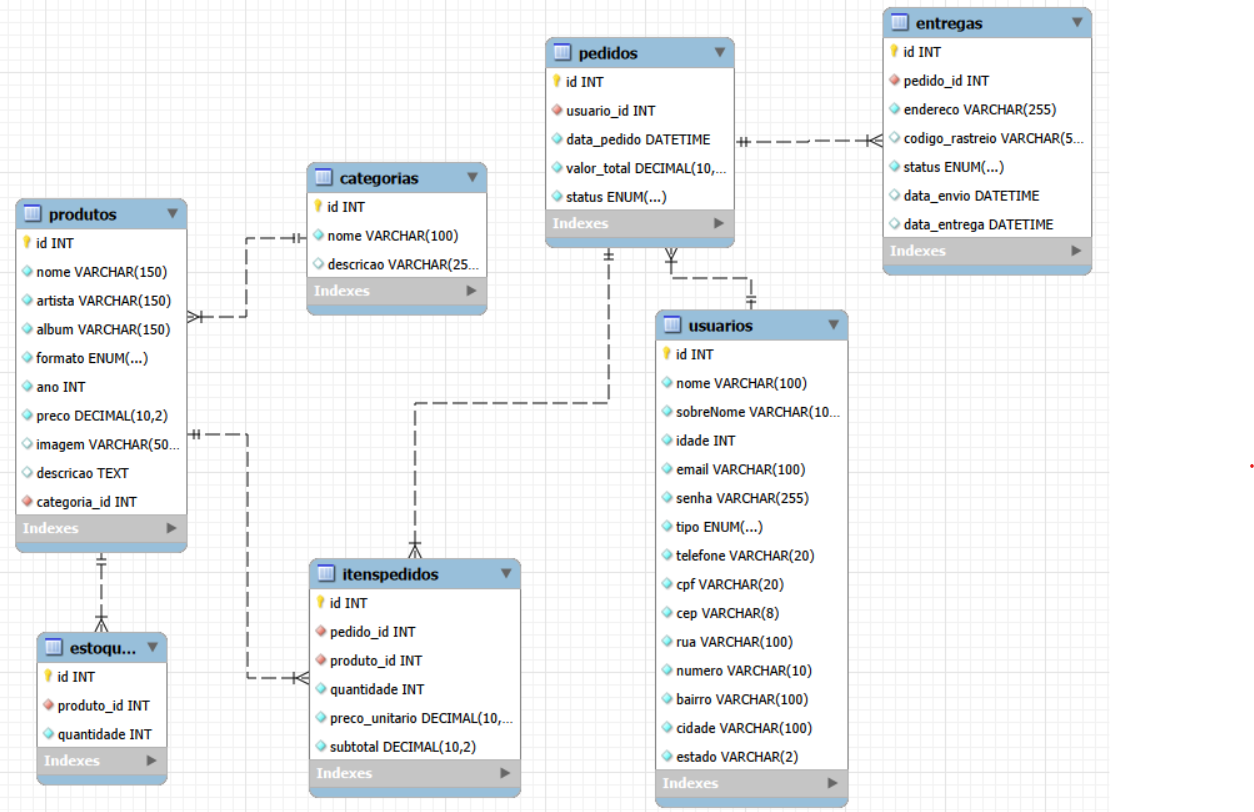 produtos
id INT
nome VARCHAR(150)
artista VARCHAR(150)
album VARCHAR(150)
formato ENUM(...)
ano INT
preco DECIMAL(10,2)
imagem VARCHAR(50...
descricao TEXT
categoria_id INT
Indexes
estoqu...
id INT
produto_id INT
quantidade INT
Indexes
categorias
id INT
nome VARCHAR(100)
descricao VARCHAR(25...
Indexes
itenspedidos
id INT
pedido_id INT
produto_id INT
quantidade INT
preco_unitario DECIMAL(10,...
subtotal DECIMAL(10,2)
Indexes
pedidos
id INT
usuario_id INT
data_pedido DATETIME
valor_total DECIMAL(10,...
status ENUM(...)
Indexes
usuarios
id INT
nome VARCHAR(100)
sobreNome VARCHAR(10...
idade INT
email VARCHAR(100)
senha VARCHAR(255)
tipo ENUM(...)
telefone VARCHAR(20)
cpf VARCHAR(20)
cep VARCHAR(8)
rua VARCHAR(100)
numero VARCHAR(10)
bairro VARCHAR(100)
cidade VARCHAR(100)
estado VARCHAR(2)
Indexes
entregas
id INT
pedido_id INT
endereco VARCHAR(255)
codigo_rastreio VARCHAR(5...
status ENUM(...)
data_envio DATETIME
data_entrega DATETIME
Indexes